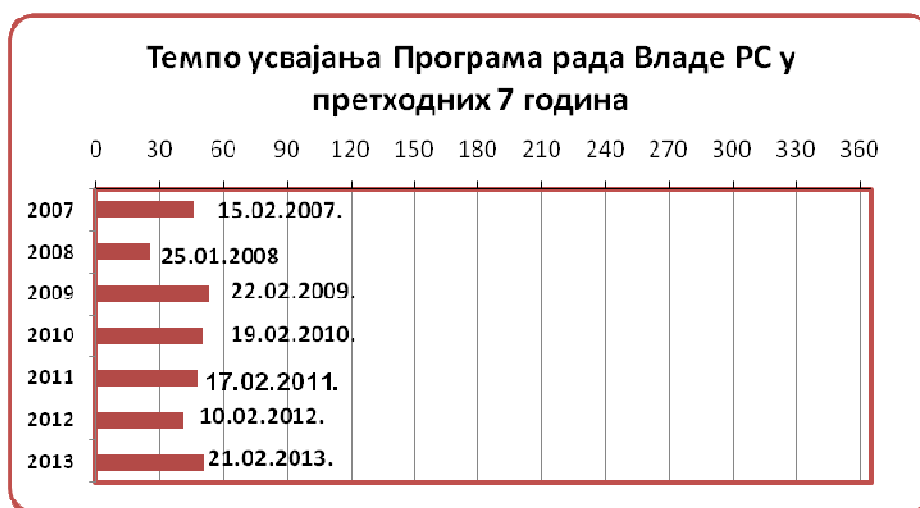 Темпо усвајања Програма рада Владе РС у
претходних 7 година
0 30 60 90 120 150 180 210 240 270 300 330 360
2007 15.02.2007.
2008 25.01.2008
2009 22.02.2009.
2010 19.02.2010.
2011 17.02.2011.
2012 10.02.2012.
2013 21.02.2013.